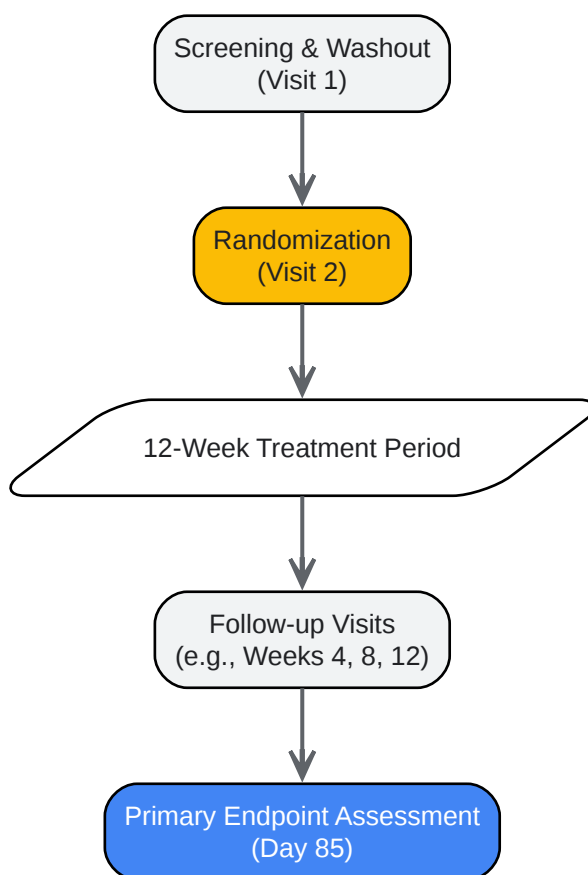 Screening & Washout
(Visit 1)
Randomization
(Visit 2)
12-Week Treatment Period
Follow-up Visits
(e.g., Weeks 4, 8, 12)
Primary Endpoint Assessment
(Day 85)